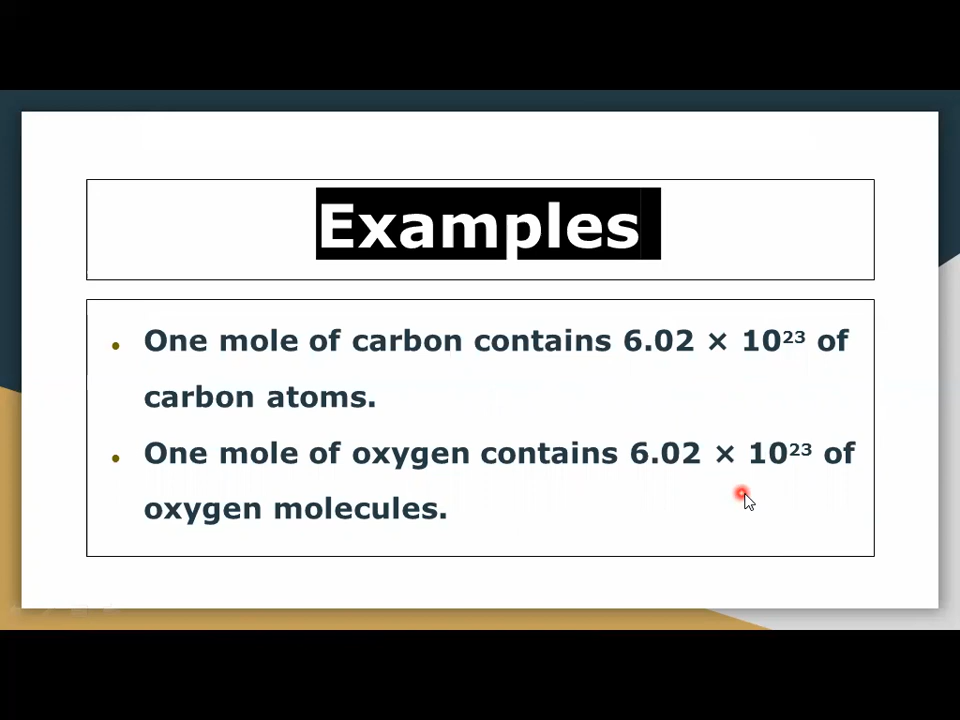 Examples
• One mole of carbon contains 6.02 × 10²³ of
carbon atoms.
• One mole of oxygen contains 6.02 × 10²³ of
oxygen molecules.